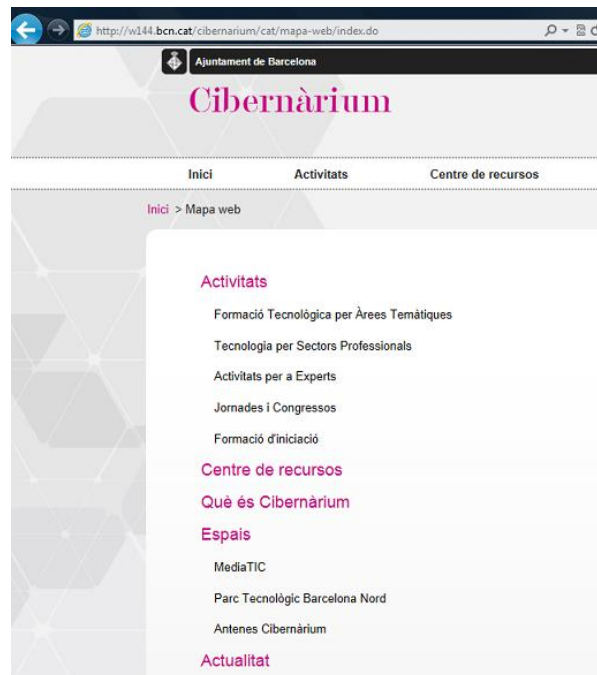 http://w144.bcn.cat/cibernarium/cat/mapa-web/index.do
Ajuntament de Barcelona
Cibernàrium
Inici Activitats Centre de recursos
Inici > Mapa web
Activitats
Formació Tecnològica per Àrees Temàtiques
Tecnologia per Sectors Professionals
Activitats per a Experts
Jornades i Congressos
Formació d'iniciació
Centre de recursos
Què és Cibernàrium
Espais
MediaTIC
Parc Tecnològic Barcelona Nord
Antenes Cibernàrium
Actualitat